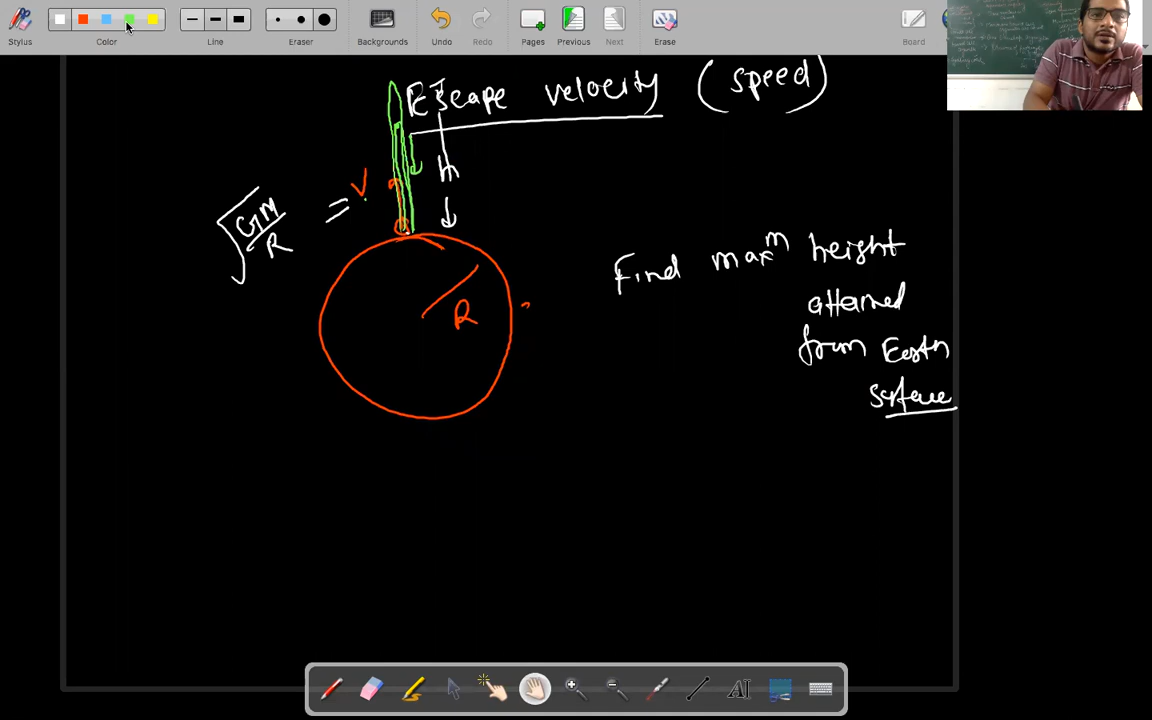 Stylus
Color
Line
Eraser
Backgrounds
Undo
Redo
Pages
Previous
Next
Erase
Board
Escape velocity (speed)
m
√GM/R = V
R
Find maxᵐ height
attained
from Earth
surface